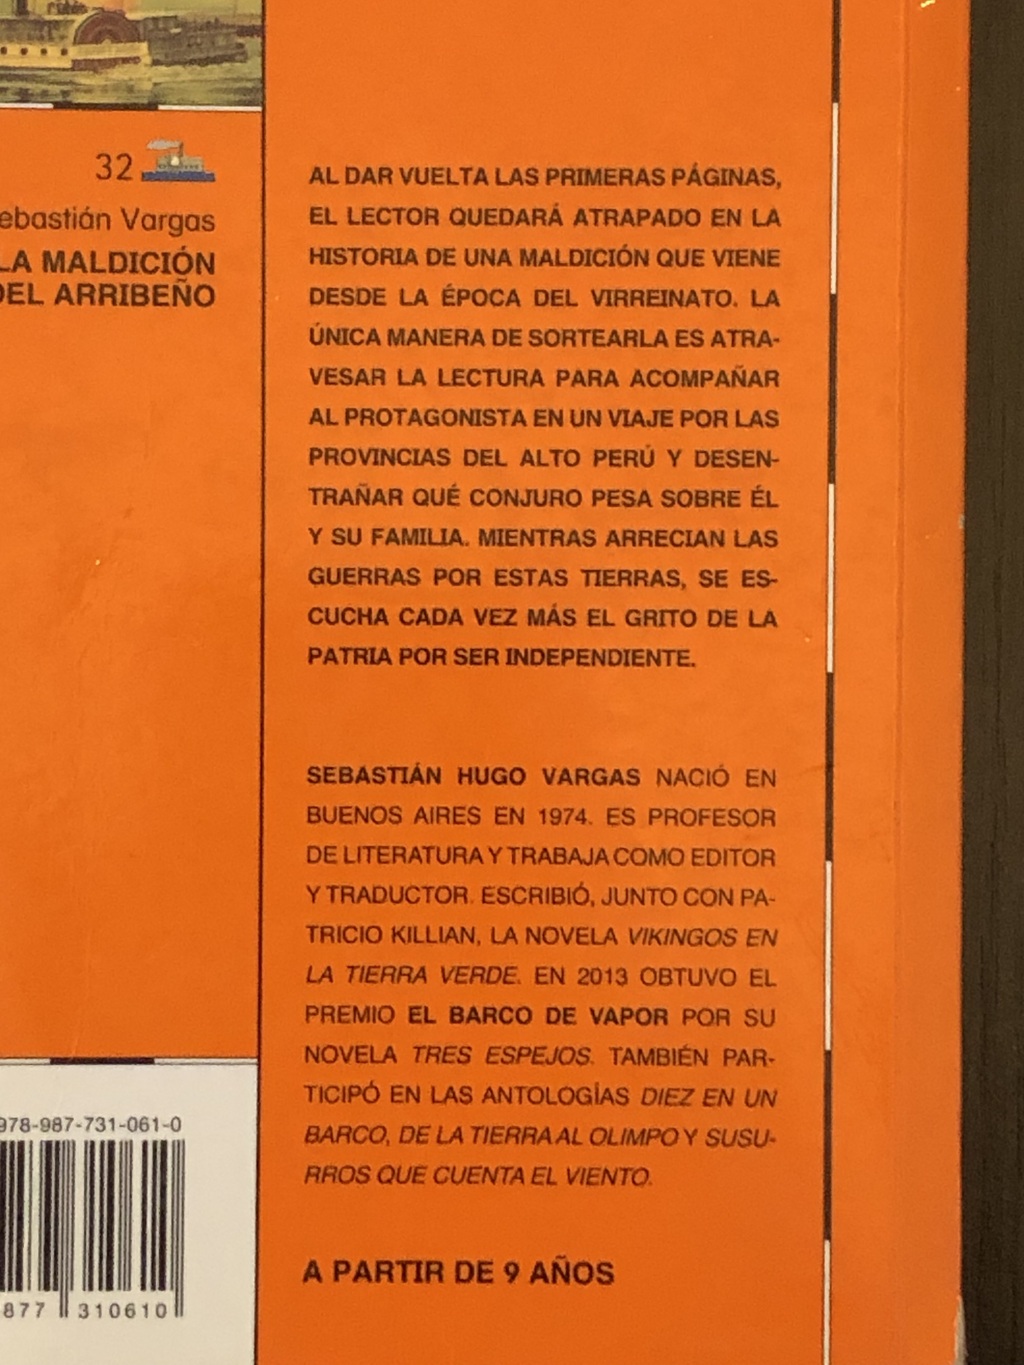 32
ebastián Vargas
LA MALDICIÓN
DEL ARRIBEÑO
AL DAR VUELTA LAS PRIMERAS PÁGINAS,
EL LECTOR QUEDARÁ ATRAPADO EN LA
HISTORIA DE UNA MALDICIÓN QUE VIENE
DESDE LA ÉPOCA DEL VIRREINATO. LA
ÚNICA MANERA DE SORTEARLA ES ATRA-
VESAR LA LECTURA PARA ACOMPAÑAR
AL PROTAGONISTA EN UN VIAJE POR LAS
PROVINCIAS DEL ALTO PERÚ Y DESEN-
TRAÑAR QUÉ CONJURO PESA SOBRE ÉL
Y SU FAMILIA. MIENTRAS ARRECIAN LAS
GUERRAS POR ESTAS TIERRAS, SE ES-
CUCHA CADA VEZ MÁS EL GRITO DE LA
PATRIA POR SER INDEPENDIENTE.
SEBASTIÁN HUGO VARGAS NACIÓ EN
BUENOS AIRES EN 1974. ES PROFESOR
DE LITERATURA Y TRABAJA COMO EDITOR
Y TRADUCTOR. ESCRIBIÓ, JUNTO CON PA-
TRICIO KILLIAN, LA NOVELA VIKINGOS EN
LA TIERRA VERDE. EN 2013 OBTUVO EL
PREMIO EL BARCO DE VAPOR POR SU
NOVELA TRES ESPEJOS. TAMBIÉN PAR-
TICIPÓ EN LAS ANTOLOGÍAS DIEZ EN UN
BARCO, DE LA TIERRA AL OLIMPO Y SUSU-
RROS QUE CUENTA EL VIENTO.
A PARTIR DE 9 AÑOS
978-987-731-061-0
877 310610